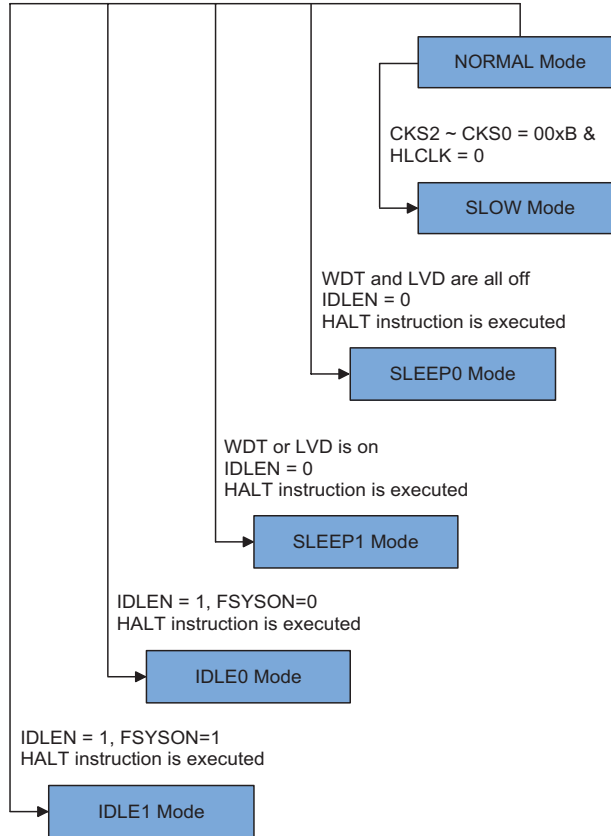 NORMAL Mode
CKS2 ~ CKS0 = 00xB &
HLCLK = 0
SLOW Mode
WDT and LVD are all off
IDLEN = 0
HALT instruction is executed
SLEEP0 Mode
WDT or LVD is on
IDLEN = 0
HALT instruction is executed
SLEEP1 Mode
IDLEN = 1, FSYSON=0
HALT instruction is executed
IDLE0 Mode
IDLEN = 1, FSYSON=1
HALT instruction is executed
IDLE1 Mode